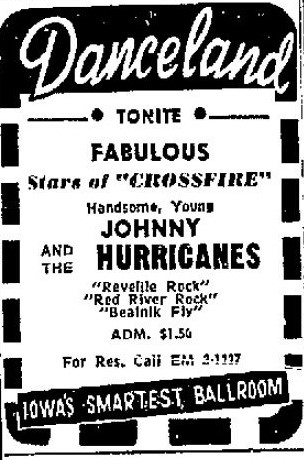 Danceland
TONITE
FABULOUS
Stars of "CROSSFIRE"
Handsome, Young
JOHNNY
AND THE HURRICANES
"Reveille Rock"
"Red River Rock"
"Beatnik Fly"
ADM. $1.50
For Res. Call EM
IOWA'S SMARTEST BALLROOM